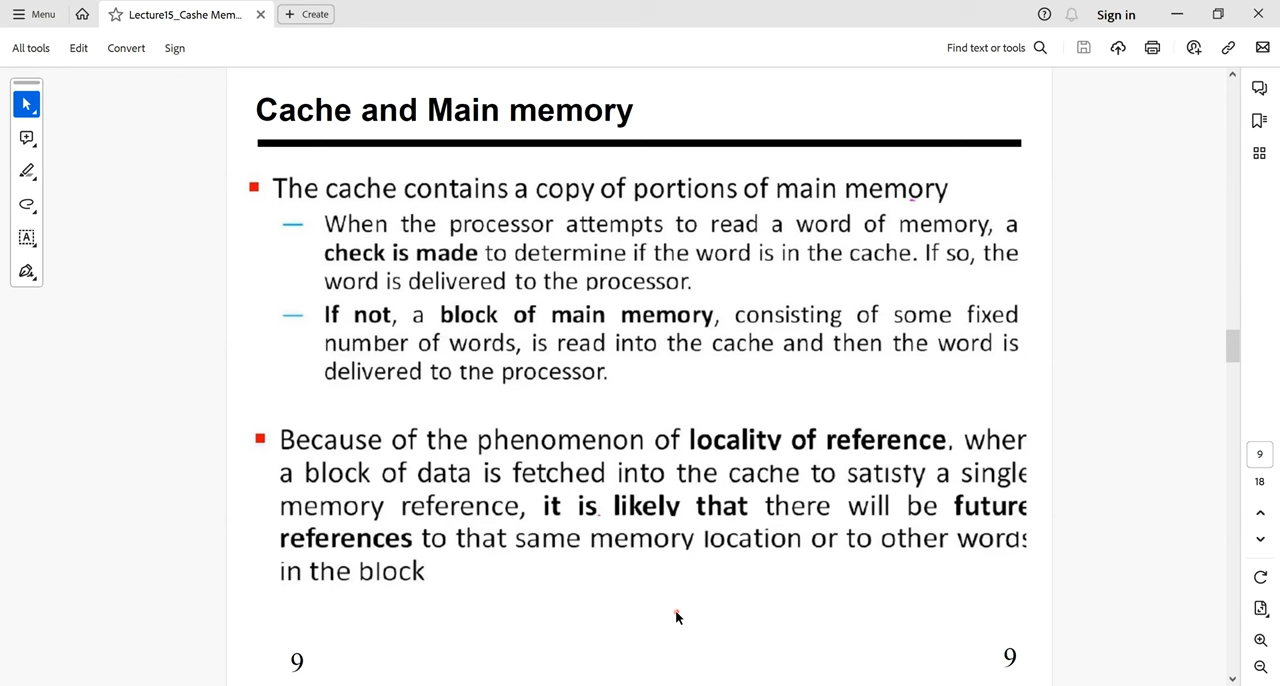 Menu
Lecture15_Cashe Mem...
Create
Sign in
All tools
Edit
Convert
Sign
Find text or tools
Cache and Main memory
The cache contains a copy of portions of main memory
When the processor attempts to read a word of memory, a
check is made to determine if the word is in the cache. If so, the
word is delivered to the processor.
If not, a block of main memory, consisting of some fixed
number of words, is read into the cache and then the word is
delivered to the processor.
Because of the phenomenon of locality of reference, when
a block of data is fetched into the cache to satisfy a single
memory reference, it is likely that there will be future
references to that same memory location or to other words
in the block
9
9
9
18